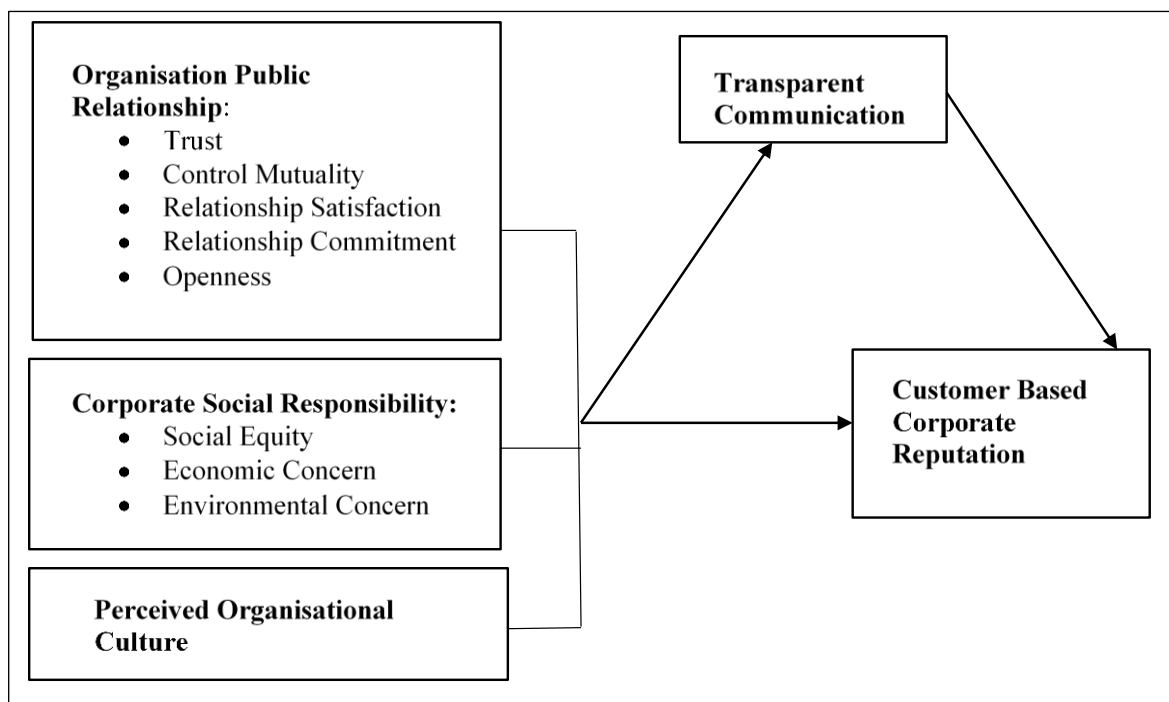 Organisation Public
Relationship:
• Trust
• Control Mutuality
• Relationship Satisfaction
• Relationship Commitment
• Openness
Corporate Social Responsibility:
• Social Equity
• Economic Concern
• Environmental Concern
Perceived Organisational
Culture
Transparent
Communication
Customer Based
Corporate
Reputation